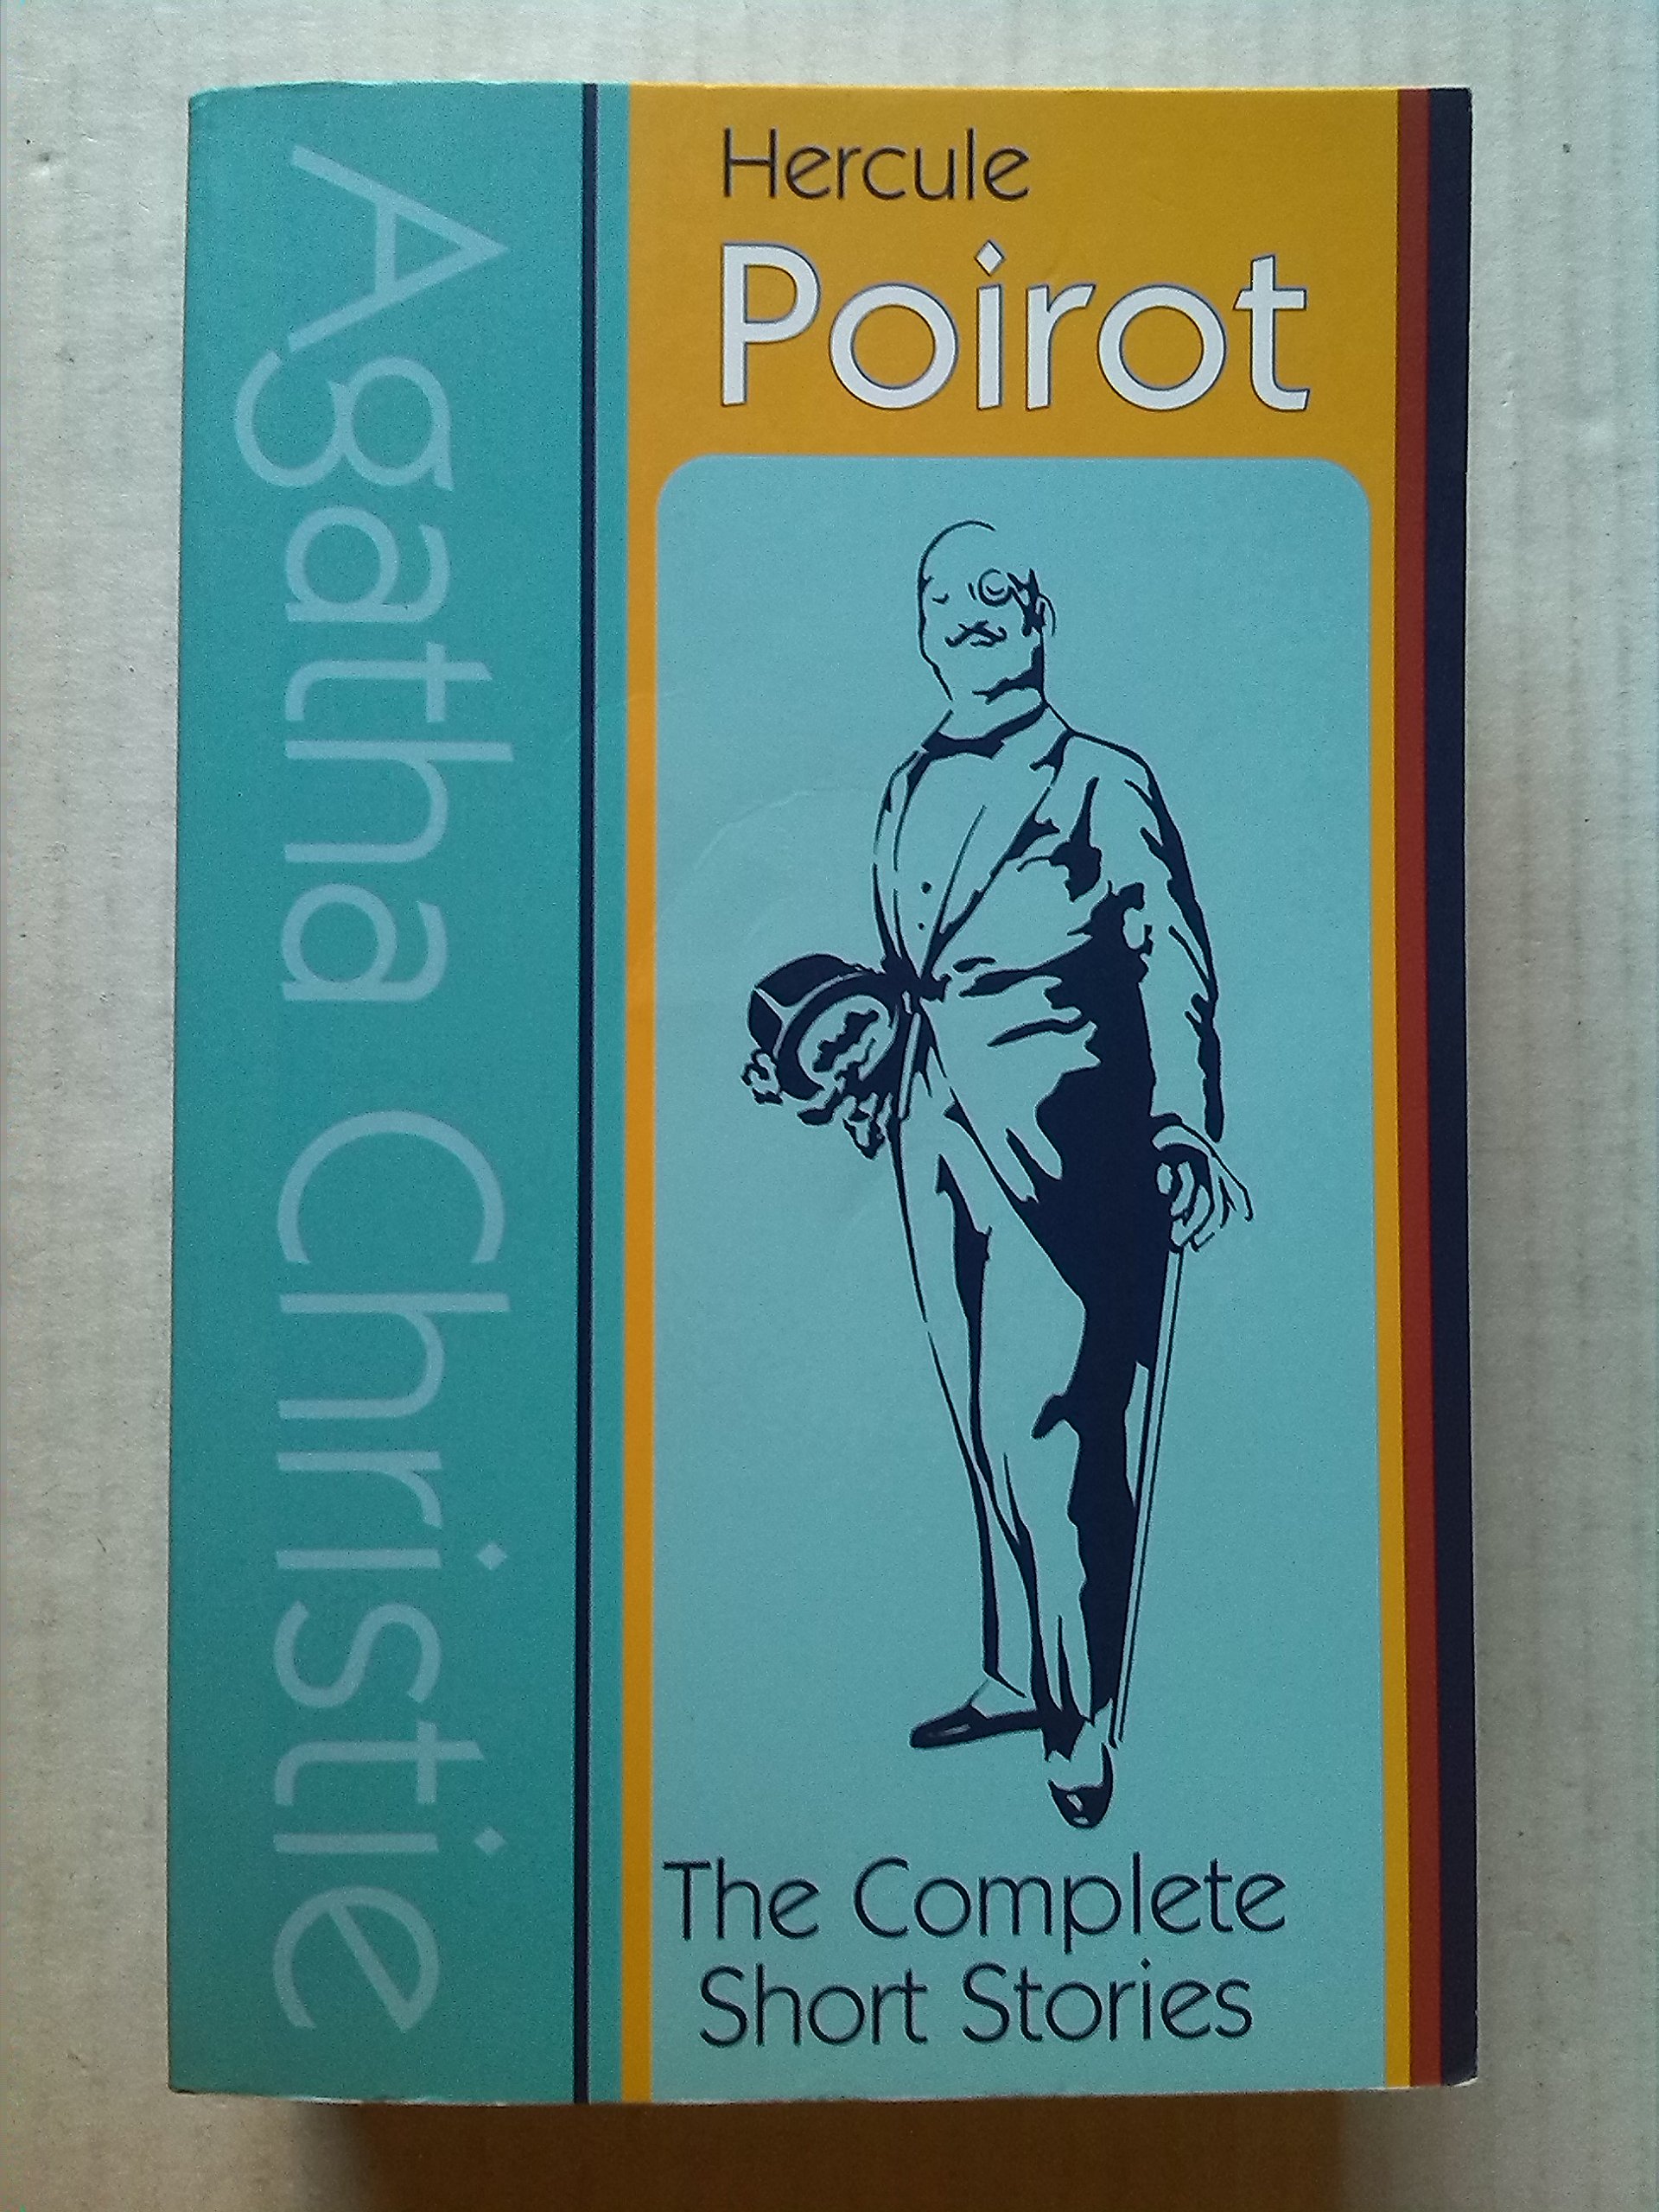 Agatha Christie
Hercule
Poirot
The Complete
Short Stories